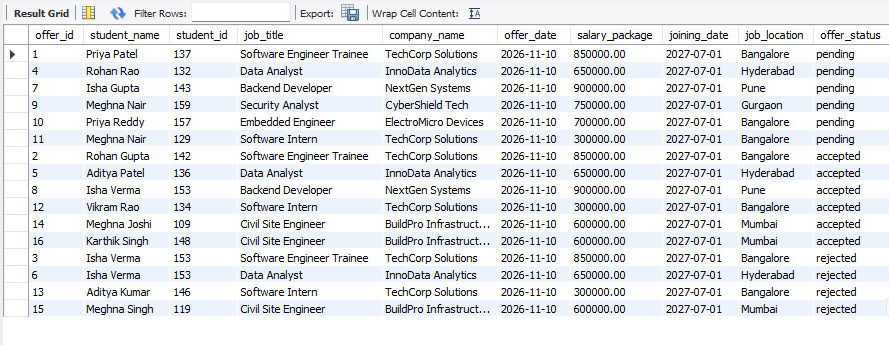 Result Grid Filter Rows: Export: Wrap Cell Content:
offer_id student_name student_id job_title company_name offer_date salary_package joining_date job_location offer_status
1 Priya Patel 137 Software Engineer Trainee TechCorp Solutions 2026-11-10 850000.00 2027-07-01 Bangalore pending
4 Rohan Rao 132 Data Analyst InnoData Analytics 2026-11-10 650000.00 2027-07-01 Hyderabad pending
7 Isha Gupta 143 Backend Developer NextGen Systems 2026-11-10 900000.00 2027-07-01 Pune pending
9 Meghna Nair 159 Security Analyst CyberShield Tech 2026-11-10 750000.00 2027-07-01 Gurgaon pending
10 Priya Reddy 157 Embedded Engineer ElectroMicro Devices 2026-11-10 700000.00 2027-07-01 Bangalore pending
11 Meghna Nair 129 Software Intern TechCorp Solutions 2026-11-10 300000.00 2027-07-01 Bangalore pending
2 Rohan Gupta 142 Software Engineer Trainee TechCorp Solutions 2026-11-10 850000.00 2027-07-01 Bangalore accepted
5 Aditya Patel 136 Data Analyst InnoData Analytics 2026-11-10 650000.00 2027-07-01 Hyderabad accepted
8 Isha Verma 153 Backend Developer NextGen Systems 2026-11-10 900000.00 2027-07-01 Pune accepted
12 Vikram Rao 134 Software Intern TechCorp Solutions 2026-11-10 300000.00 2027-07-01 Bangalore accepted
14 Meghna Joshi 109 Civil Site Engineer BuildPro Infrastruct... 2026-11-10 600000.00 2027-07-01 Mumbai accepted
16 Karthik Singh 148 Civil Site Engineer BuildPro Infrastruct... 2026-11-10 600000.00 2027-07-01 Mumbai accepted
3 Isha Verma 153 Software Engineer Trainee TechCorp Solutions 2026-11-10 850000.00 2027-07-01 Bangalore rejected
6 Isha Verma 153 Data Analyst InnoData Analytics 2026-11-10 650000.00 2027-07-01 Hyderabad rejected
13 Aditya Kumar 146 Software Intern TechCorp Solutions 2026-11-10 300000.00 2027-07-01 Bangalore rejected
15 Meghna Singh 119 Civil Site Engineer BuildPro Infrastruct... 2026-11-10 600000.00 2027-07-01 Mumbai rejected